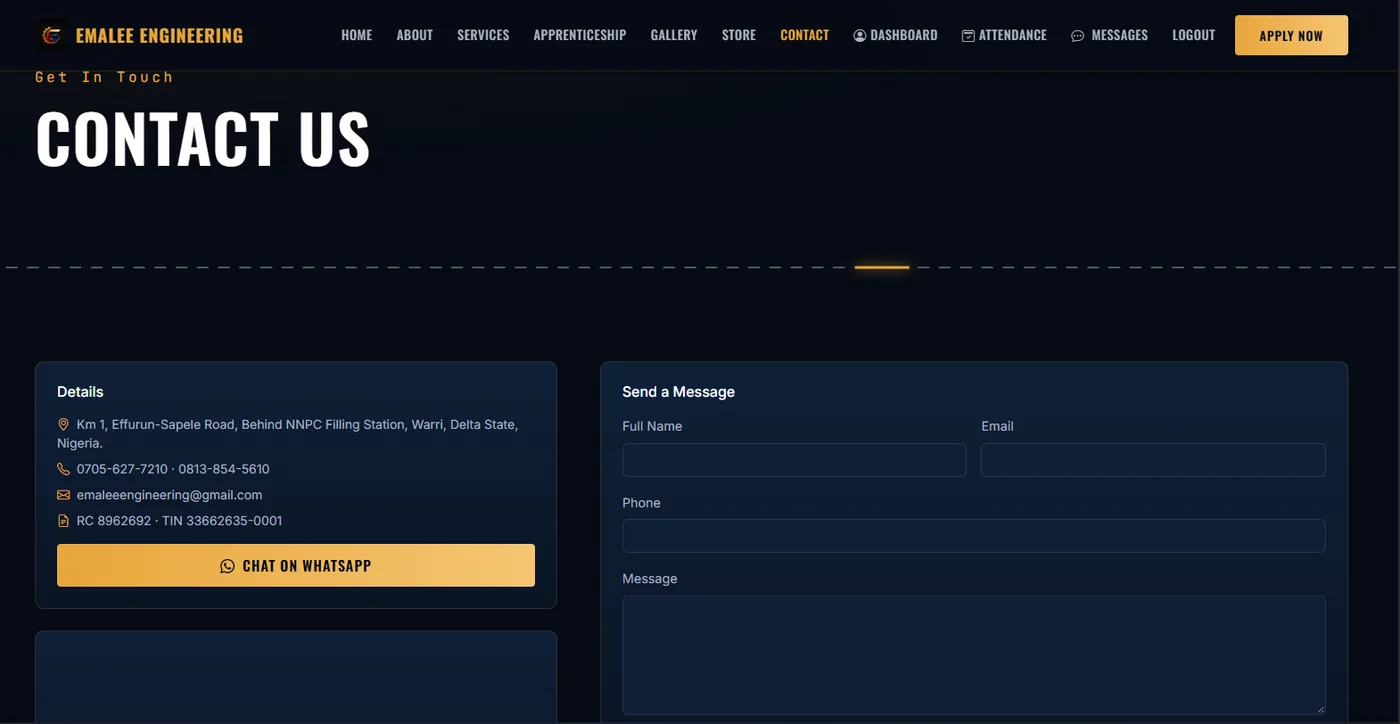 EMALEE ENGINEERING
HOME
ABOUT
SERVICES
APPRENTICESHIP
GALLERY
STORE
CONTACT
DASHBOARD
ATTENDANCE
MESSAGES
LOGOUT
APPLY NOW
Get In Touch
CONTACT US
Details
Km 1, Effurun-Sapele Road, Behind NNPC Filling Station, Warri, Delta State,
Nigeria.
0705-627-7210 · 0813-854-5610
emaleeengineering@gmail.com
RC 8962692 · TIN 33662635-0001
CHAT ON WHATSAPP
Send a Message
Full Name
Email
Phone
Message